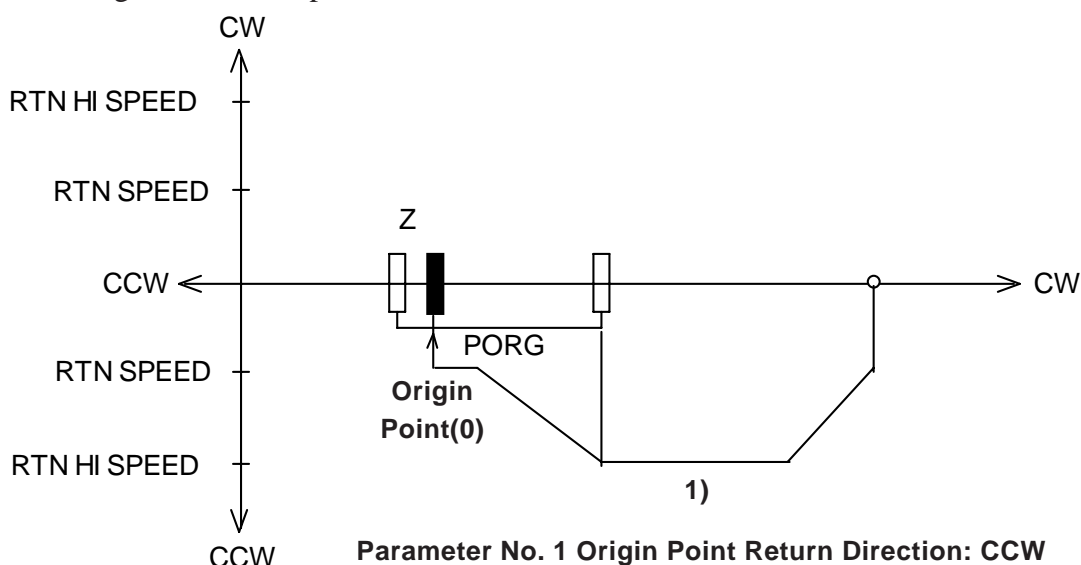 CW
RTN HI SPEED
RTN SPEED
Z
CCW
CW
PORG
RTN SPEED
Origin
Point(0)
RTN HI SPEED
1)
CCW
Parameter No. 1 Origin Point Return Direction: CCW